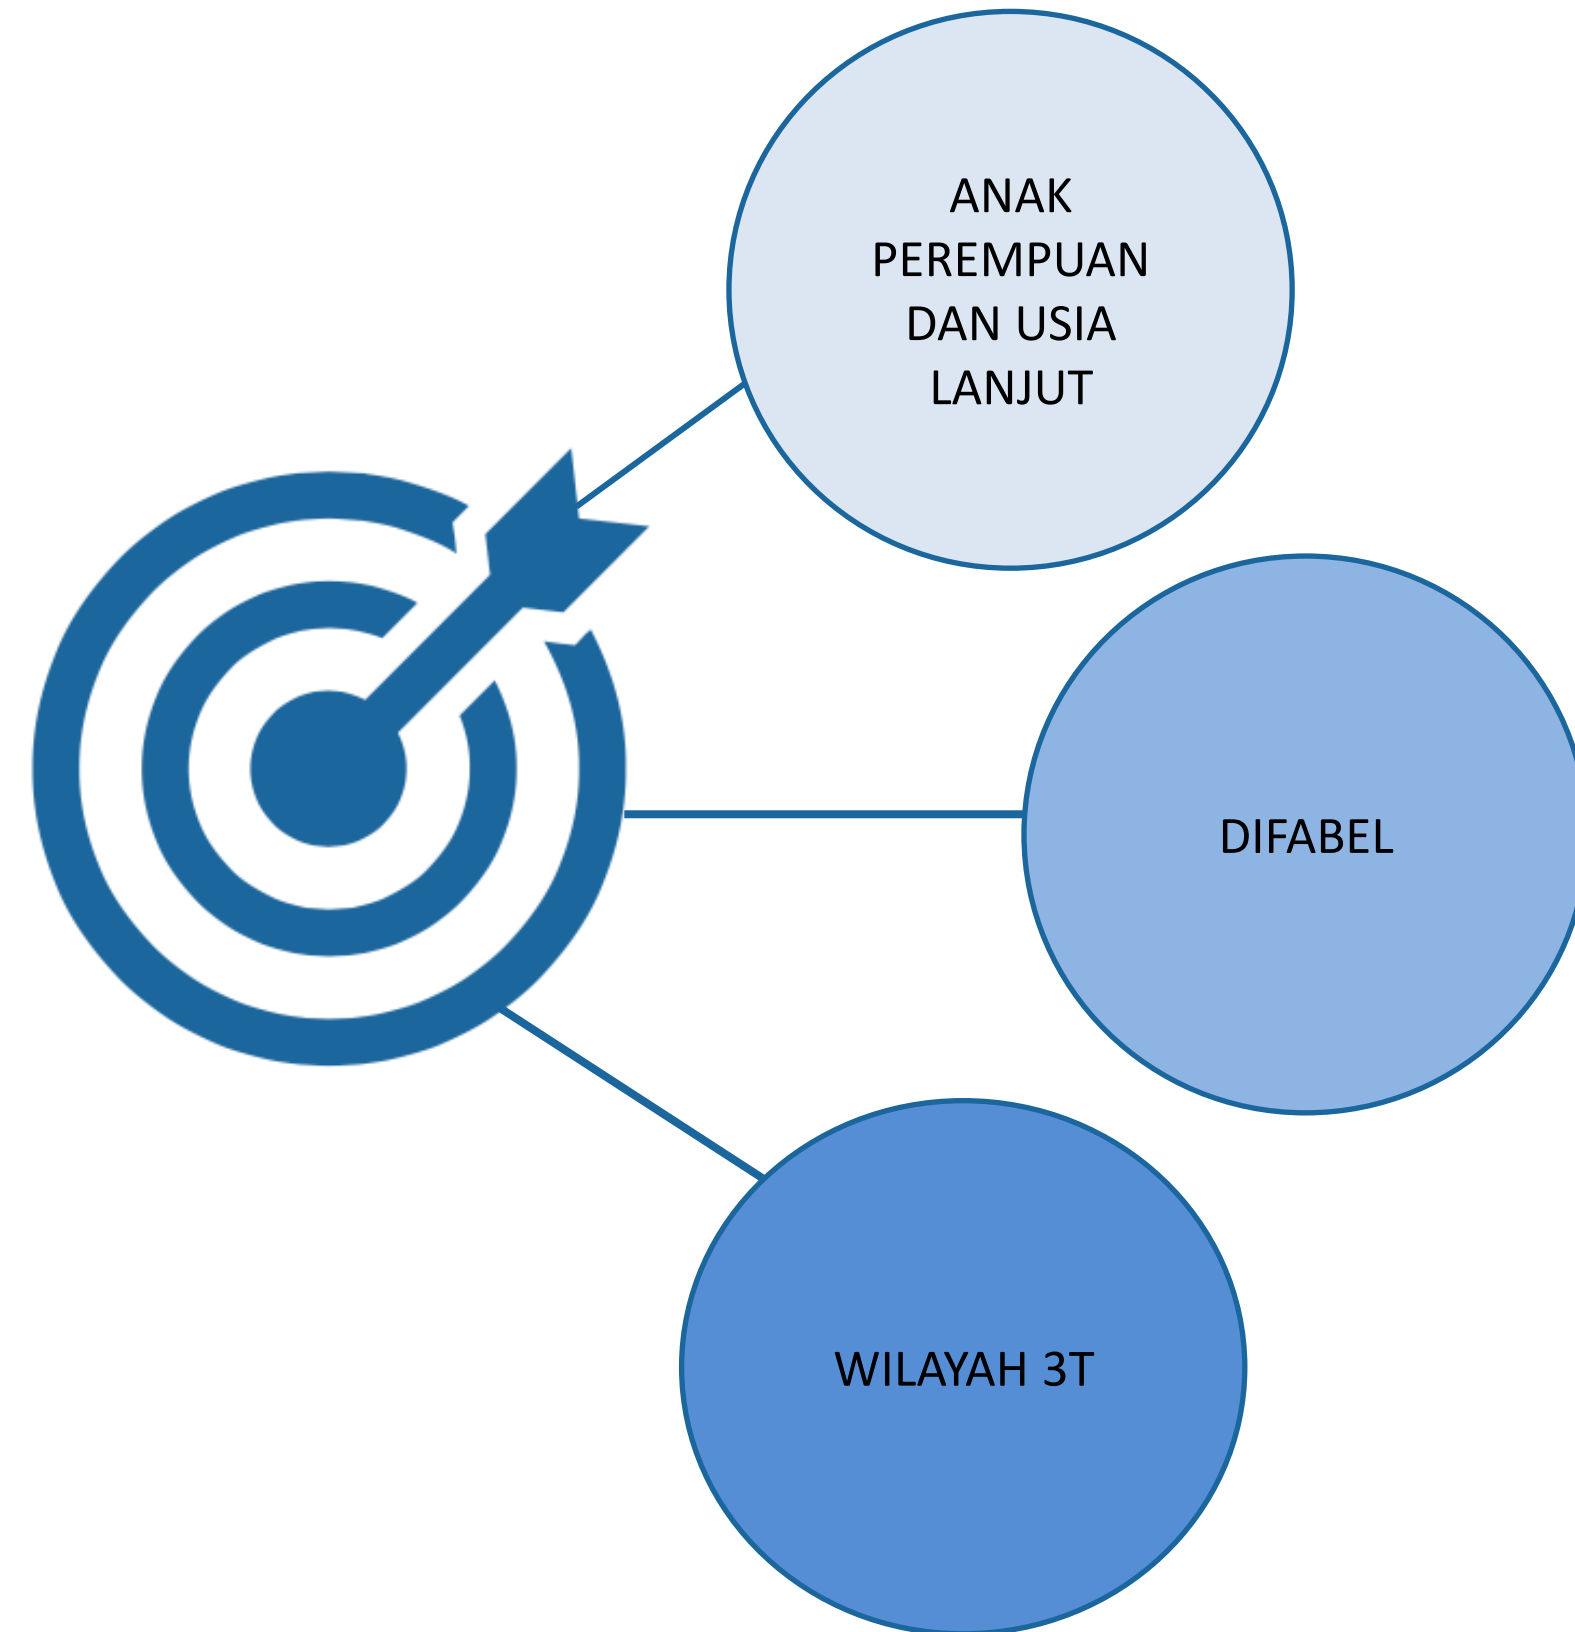 ANAK
PEREMPUAN
DAN USIA
LANJUT
DIFABEL
WILAYAH 3T